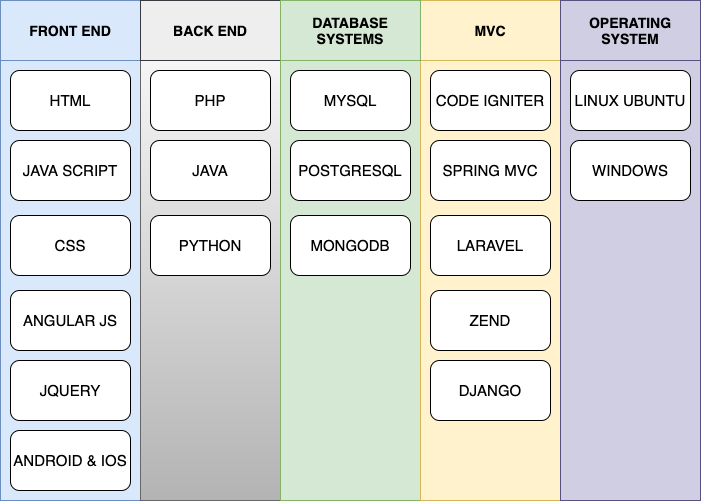 FRONT END
BACK END
DATABASE
SYSTEMS
MVC
OPERATING
SYSTEM
HTML
PHP
MYSQL
CODE IGNITER
LINUX UBUNTU
JAVA SCRIPT
JAVA
POSTGRESQL
SPRING MVC
WINDOWS
CSS
PYTHON
MONGODB
LARAVEL
ANGULAR JS
ZEND
JQUERY
DJANGO
ANDROID & IOS